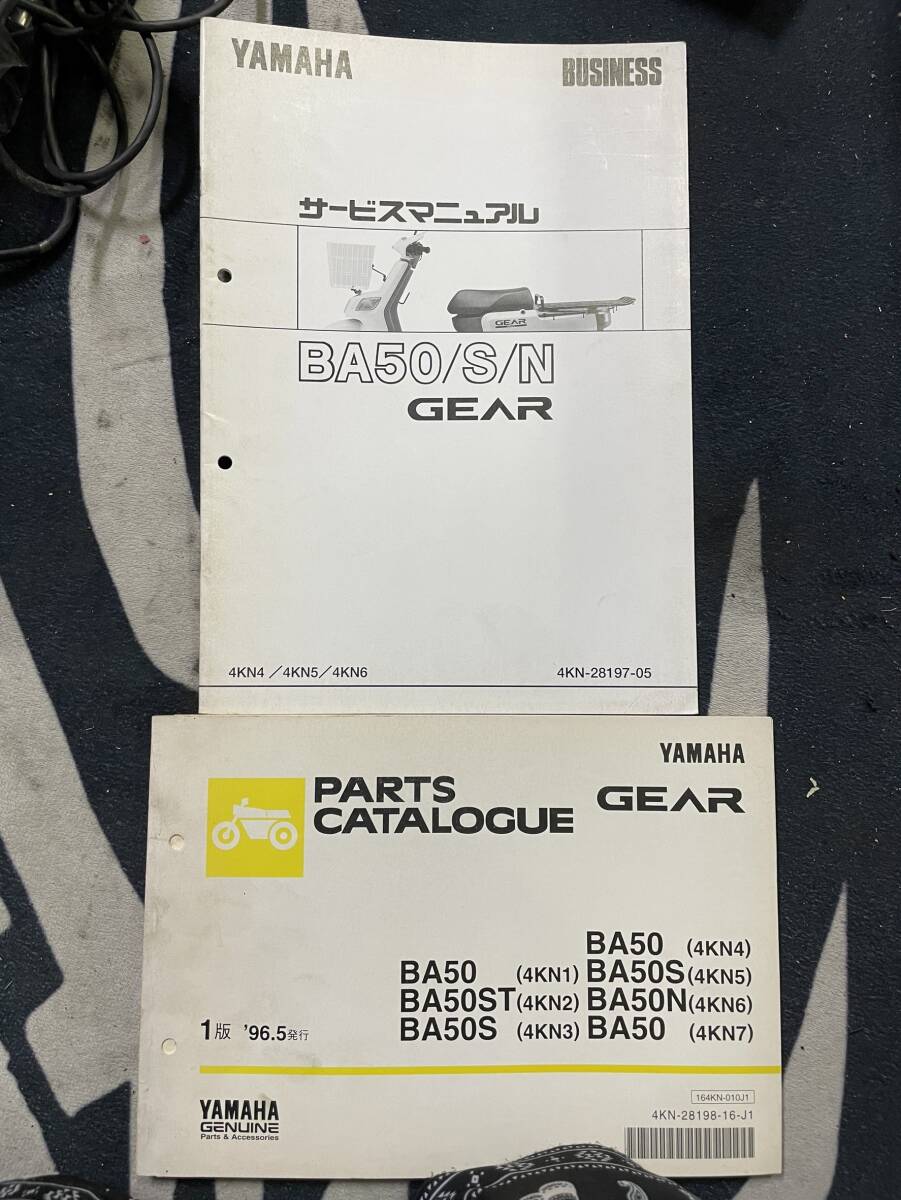 YAMAHA
BUSINESS
サービスマニュアル
GEAR
BA50/S/N
GEAR
4KN4／4KN5／4KN6
4KN-28197-05
YAMAHA
PARTS
CATALOGUE
GEAR
BA50 (4KN4)
BA50 (4KN1) BA50S (4KN5)
BA50ST (4KN2) BA50N (4KN6)
BA50S (4KN3) BA50 (4KN7)
1版 '96.5発行
YAMAHA
GENUINE
Parts & Accessories
164KN-010J1
4KN-28198-16-J1